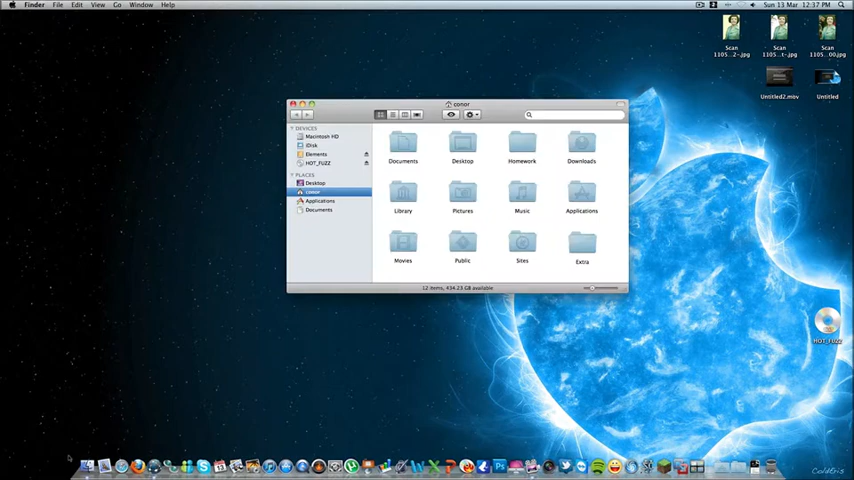 Finder File Edit View Go Window Help
Sun 13 Mar 12:37 PM
Scan
1105...2-.jpg
Scan
1105...t-.jpg
Scan
1105...00.jpg
Untitled2.mov
Untitled
conor
DEVICES
Macintosh HD
iDisk
Elements
HOT_FUZZ
PLACES
Desktop
conor
Applications
Documents
Documents Desktop Homework Downloads
Library Pictures Music Applications
Movies Public Sites Extra
12 items, 434.23 GB available
HOT_FUZZ